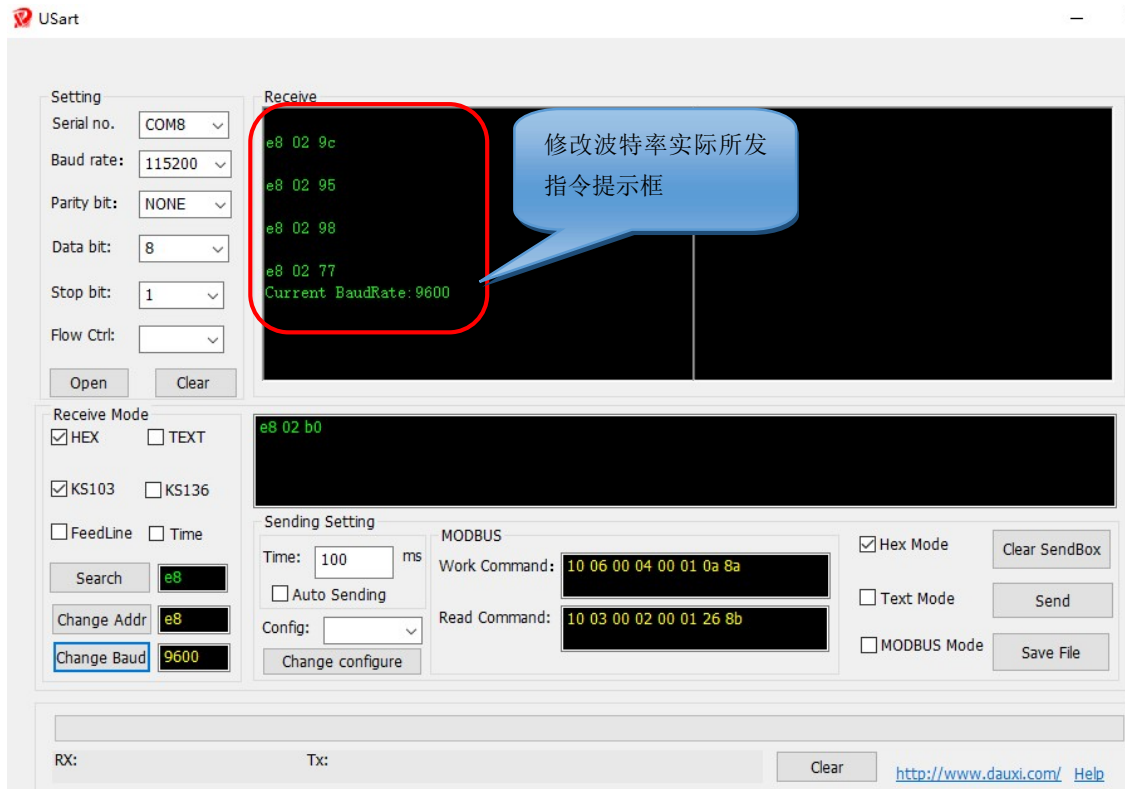 USart
Setting
Serial no. COM8
Baud rate: 115200
Parity bit: NONE
Data bit: 8
Stop bit: 1
Flow Ctrl:
Open Clear
Receive
e8 02 9c
e8 02 95
e8 02 98
e8 02 77
Current BaudRate:9600
修改波特率实际所发
指令提示框
Receive Mode
HEX TEXT
KS103 KS136
FeedLine Time
Search e8
Change Addr e8
Change Baud 9600
e8 02 b0
Sending Setting
Time: 100 ms
Auto Sending
Config:
Change configure
MODBUS
Work Command: 10 06 00 04 00 01 0a 8a
Read Command: 10 03 00 02 00 01 26 8b
Hex Mode Clear SendBox
Text Mode Send
MODBUS Mode Save File
RX: Tx: Clear http://www.dauxi.com/ Help